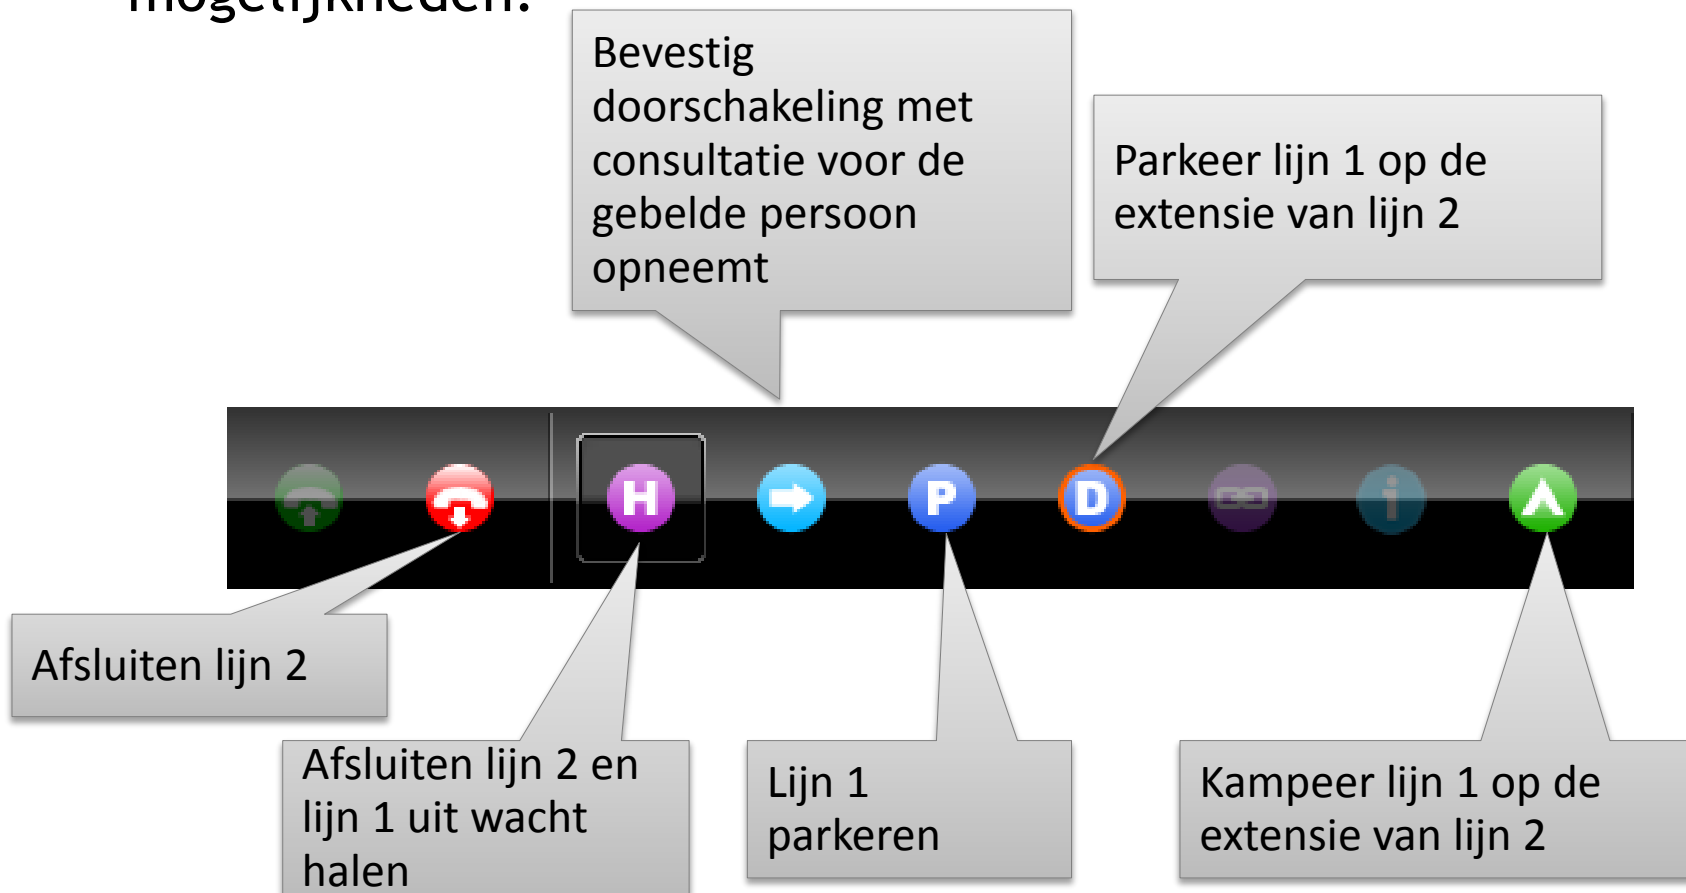 mogelijkheden:
Bevestig
doorschakeling met
consultatie voor de
gebelde persoon
opneemt
Parkeer lijn 1 op de
extensie van lijn 2
H
P
D
i
Afsluiten lijn 2
Afsluiten lijn 2 en
lijn 1 uit wacht
halen
Lijn 1
parkeren
Kampeer lijn 1 op de
extensie van lijn 2